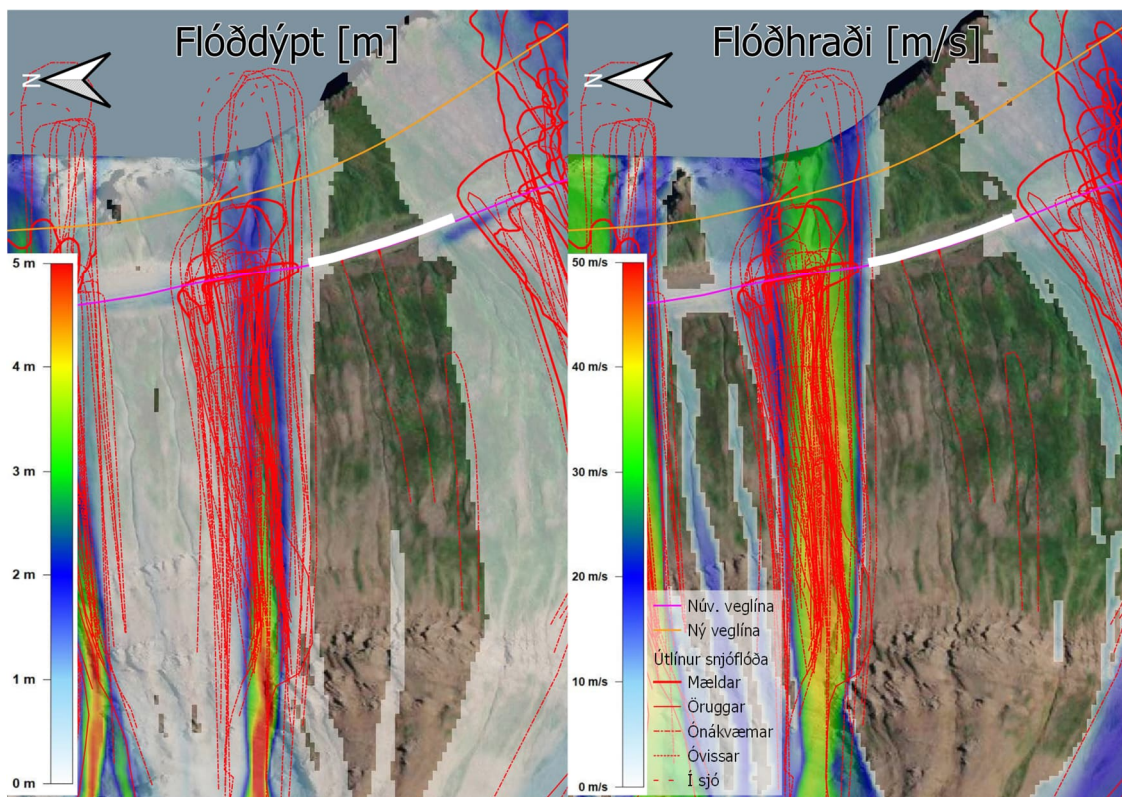 Flóðdýpt [m]
N
5 m
4 m
3 m
2 m
1 m
0 m
Flóðhraði [m/s]
N
50 m/s
40 m/s
30 m/s
20 m/s
10 m/s
0 m/s
Núv. veglína
Ný veglína
Útlínur snjóflóða
Mældar
Öruggar
Ónákvæmar
Óvissar
Í sjó